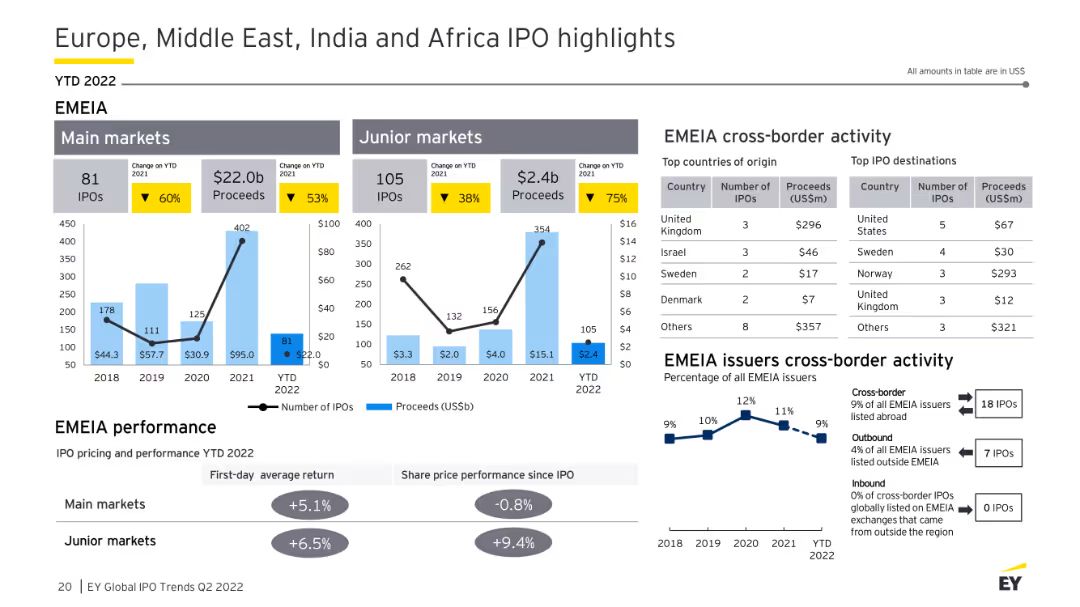 Europe, Middle East, India and Africa IPO highlights
All amounts in table are in US$
YTD 2022
EMEIA
Main markets
81
IPOs
Change on YTD
2021
▼ 60%
$22.0b
Proceeds
Change on YTD
2021
▼ 53%
450
400
350
300
250
200
150
100
50
$100
$80
$60
$40
$20
$0
178
111
125
402
81
$44.3
$57.7
$30.9
$95.0
$22.0
2018
2019
2020
2021
YTD
2022
Junior markets
105
IPOs
Change on YTD
2021
▼ 38%
$2.4b
Proceeds
Change on YTD
2021
▼ 75%
400
350
300
250
200
150
100
50
$16
$14
$12
$10
$8
$6
$4
$2
$0
262
132
156
354
105
$3.3
$2.0
$4.0
$15.1
$2.4
2018
2019
2020
2021
YTD
2022
Number of IPOs
Proceeds (US$b)
EMEIA performance
IPO pricing and performance YTD 2022
First-day average return
Share price performance since IPO
Main markets
+5.1%
-0.8%
Junior markets
+6.5%
+9.4%
EMEIA cross-border activity
Top countries of origin
Country
Number of
IPOs
Proceeds
(US$m)
United
Kingdom
3
$296
Israel
3
$46
Sweden
2
$17
Denmark
2
$7
Others
8
$357
Top IPO destinations
Country
Number of
IPOs
Proceeds
(US$m)
United
States
5
$67
Sweden
4
$30
Norway
3
$293
United
Kingdom
3
$12
Others
3
$321
EMEIA issuers cross-border activity
Percentage of all EMEIA issuers
9%
10%
12%
11%
9%
2018
2019
2020
2021
YTD
2022
Cross-border
9% of all EMEIA issuers
listed abroad
18 IPOs
Outbound
4% of all EMEIA issuers
listed outside EMEIA
7 IPOs
Inbound
0% of cross-border IPOs
globally listed on EMEIA
exchanges that came
from outside the region
0 IPOs
20 | EY Global IPO Trends Q2 2022
EY